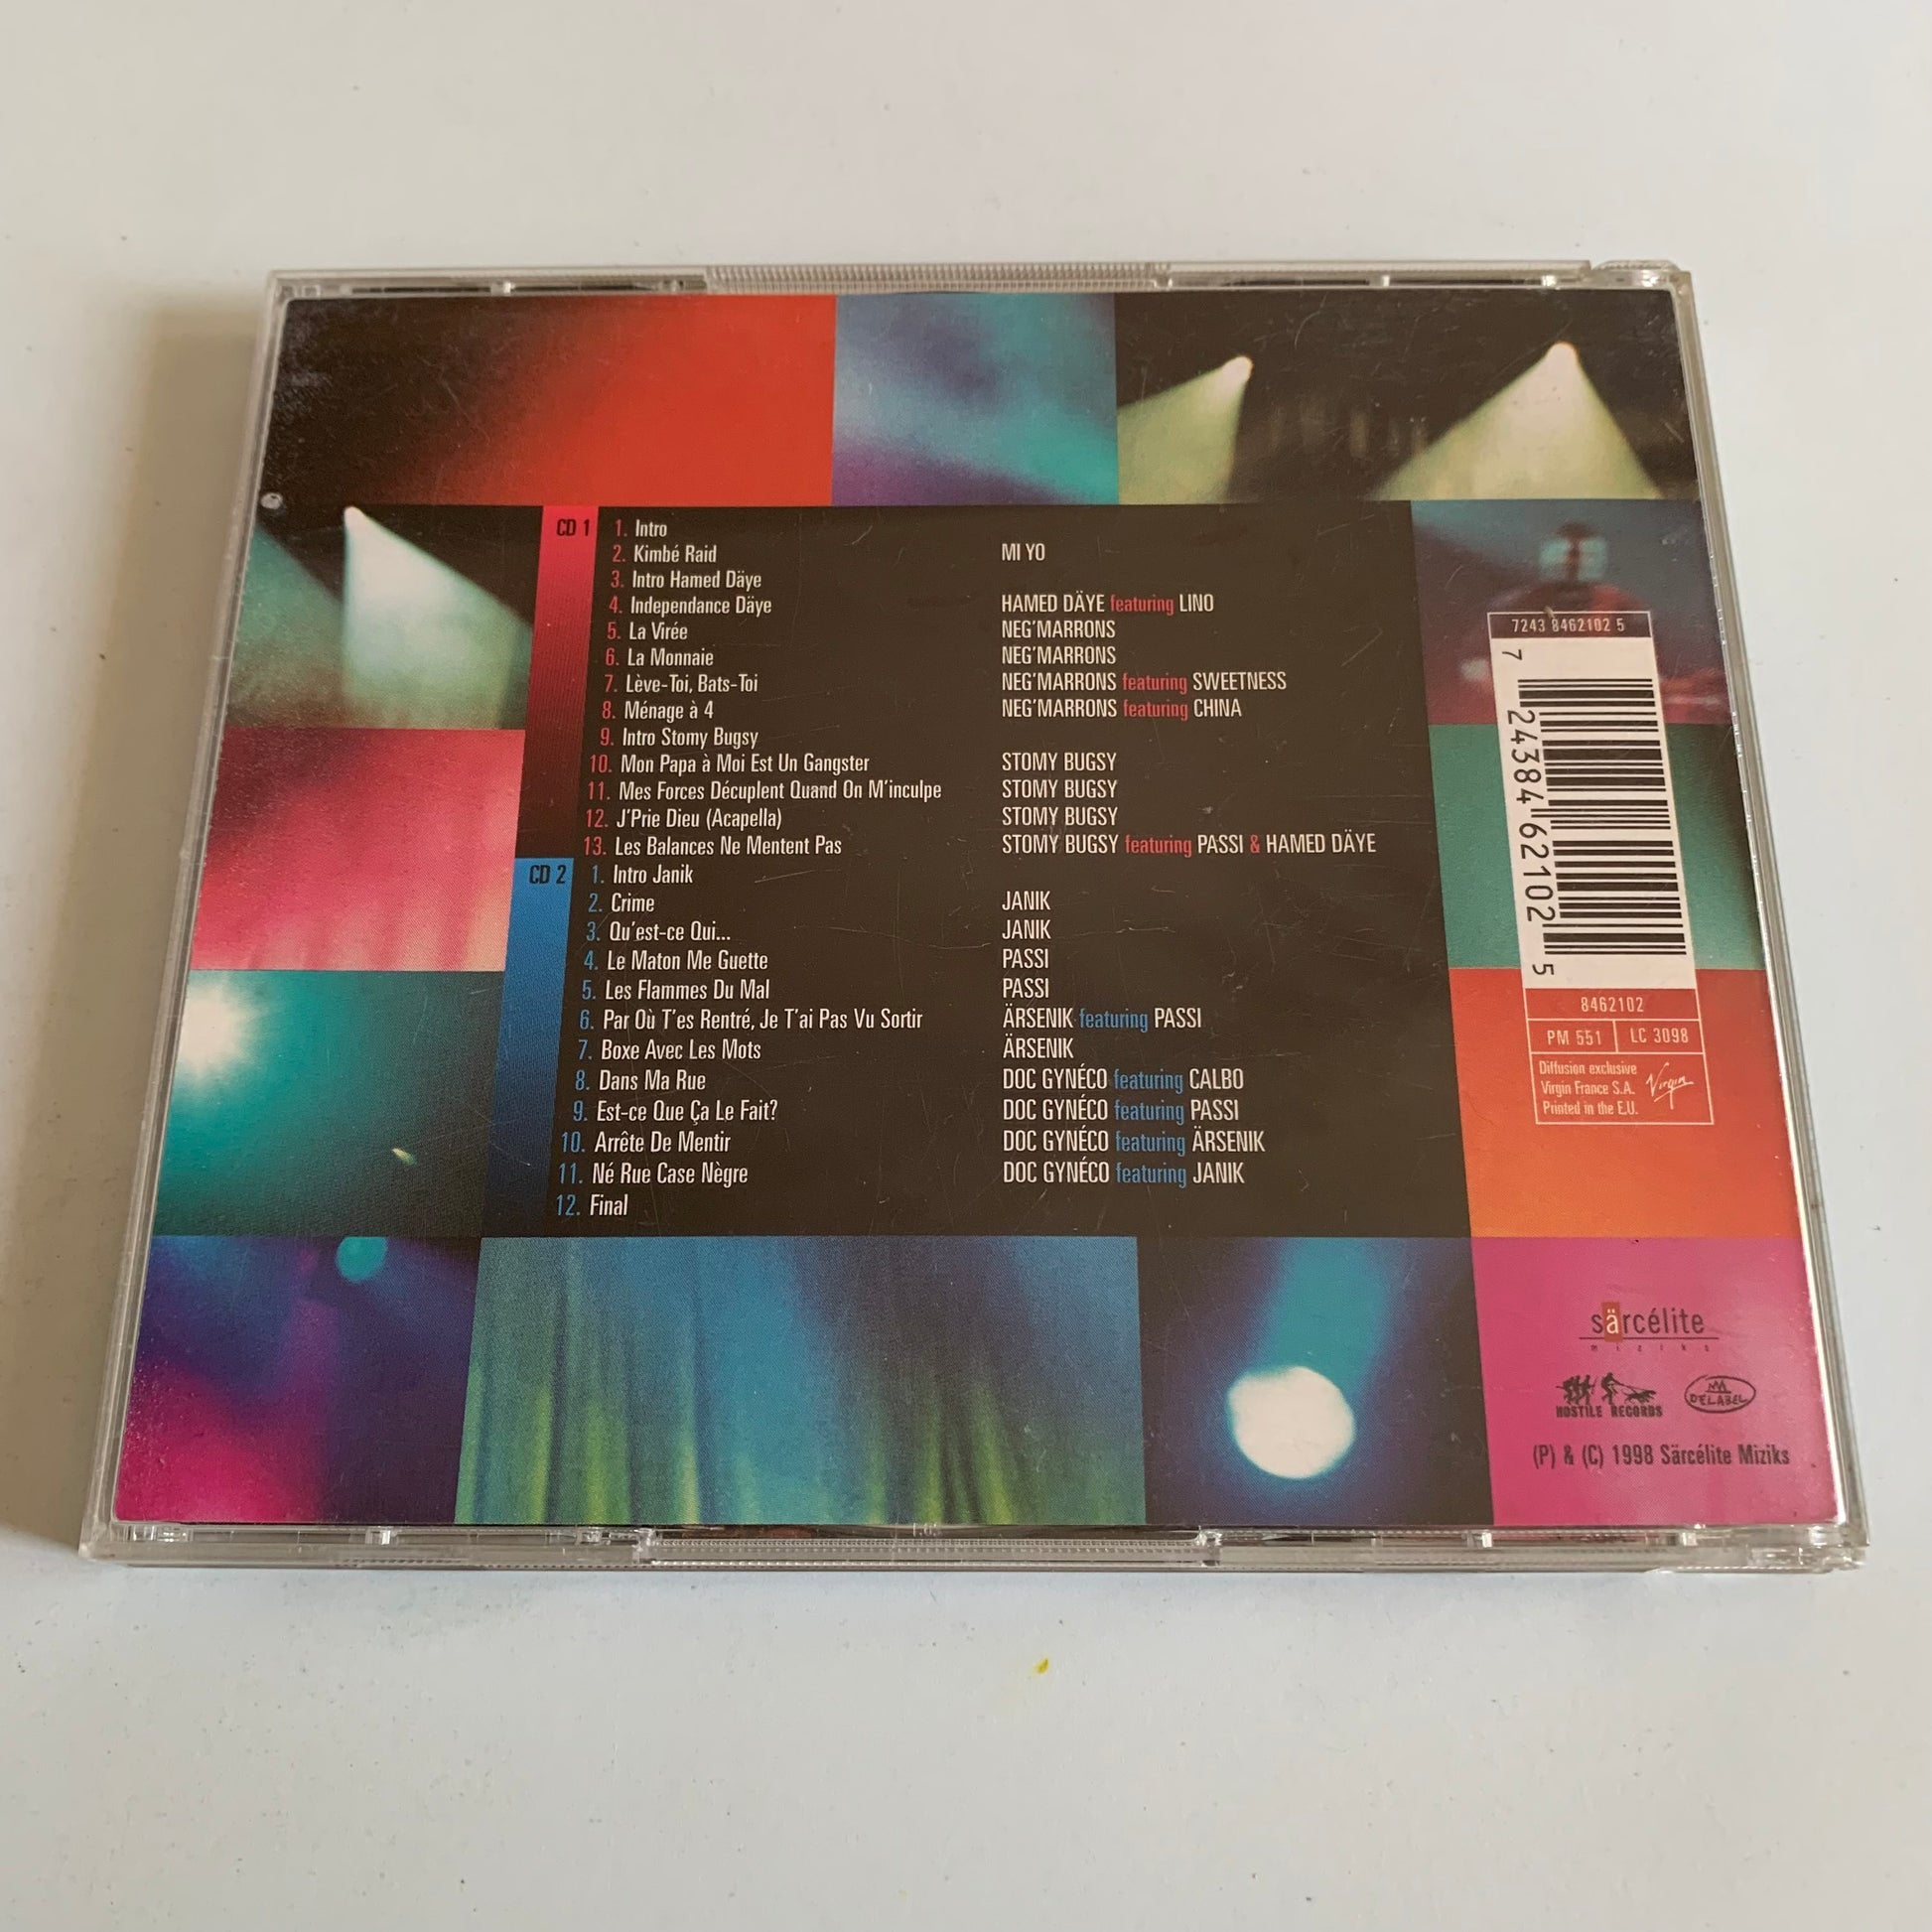 CD 1
1. Intro
2. Kimbé Raid MI YO
3. Intro Hamed Däye
4. Independance Däye HAMED DÄYE featuring LINO
5. La Virée NEG'MARRONS
6. La Monnaie NEG'MARRONS
7. Lève-Toi, Bats-Toi NEG'MARRONS featuring SWEETNESS
8. Ménage à 4 NEG'MARRONS featuring CHINA
9. Intro Stomy Bugsy
10. Mon Papa à Moi Est Un Gangster STOMY BUGSY
11. Mes Forces Décuplent Quand On M'inculpe STOMY BUGSY
12. J'Prie Dieu (Acapella) STOMY BUGSY
13. Les Balances Ne Mentent Pas STOMY BUGSY featuring PASSI & HAMED DÄYE
CD 2
1. Intro Janik
2. Crime JANIK
3. Qu'est-ce Qui... JANIK
4. Le Maton Me Guette PASSI
5. Les Flammes Du Mal PASSI
6. Par Où T'es Rentré, Je T'ai Pas Vu Sortir ÄRSENIK featuring PASSI
7. Boxe Avec Les Mots ÄRSENIK
8. Dans Ma Rue DOC GYNÉCO featuring CALBO
9. Est-ce Que Ça Le Fait? DOC GYNÉCO featuring PASSI
10. Arrête De Mentir DOC GYNÉCO featuring ÄRSENIK
11. Né Rue Case Nègre DOC GYNÉCO featuring JANIK
12. Final
7243 8462102 5
7 24384 62102 5
8462102
PM 551 LC 3098
Diffusion exclusive
Virgin France S.A. Virgin
Printed in the E.U.
särcélite
miziks
HOSTILE RECORDS DELABEL
(P) & (C) 1998 Särcélite Miziks